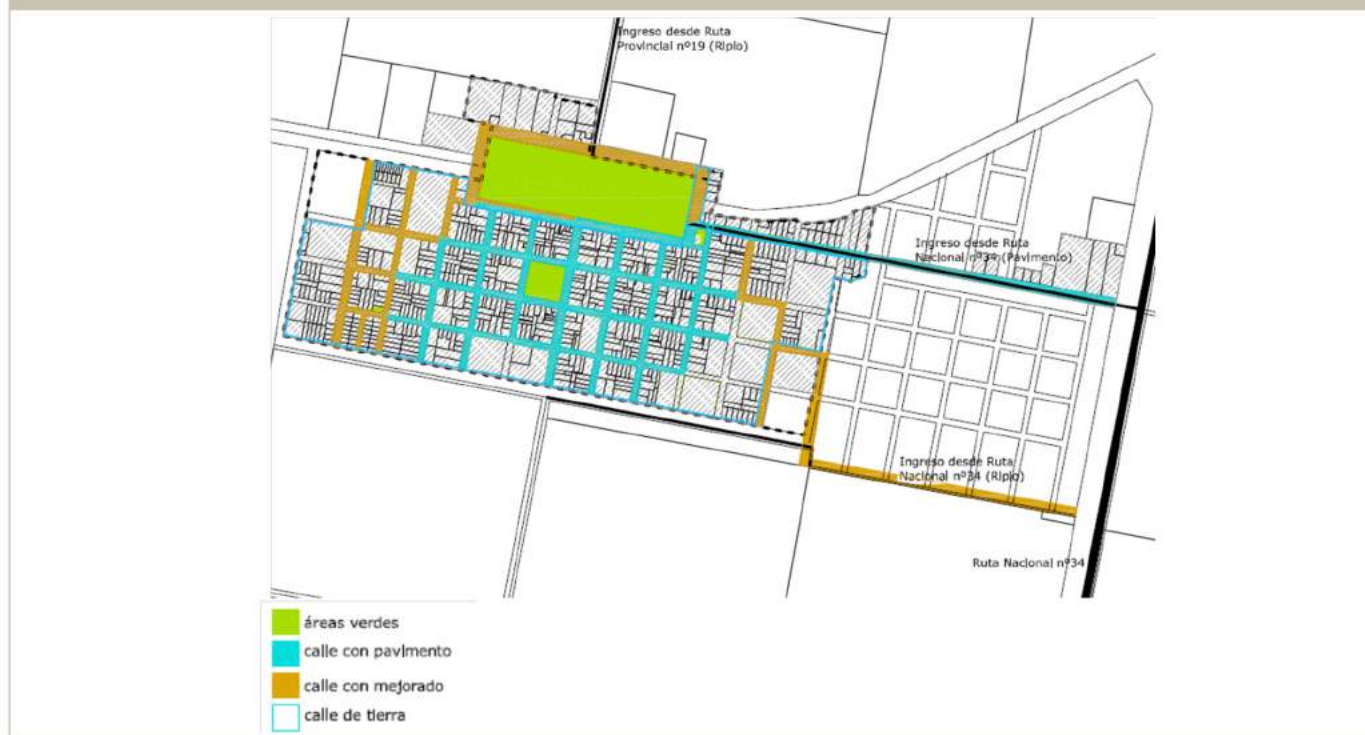 Ingreso desde Ruta
Provincial nº19 (Ripio)
Ingreso desde Ruta
Nacional nº34 (Pavimento)
Ingreso desde Ruta
Nacional nº34 (Ripio)
Ruta Nacional nº34
áreas verdes
calle con pavimento
calle con mejorado
calle de tierra